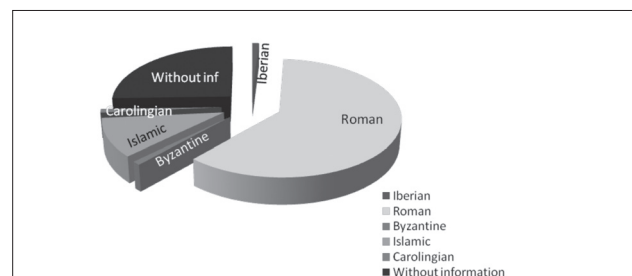 Iberian
Without inf
Roman
Carolingian
Islamic
Byzantine
Iberian
Roman
Byzantine
Islamic
Carolingian
Without information